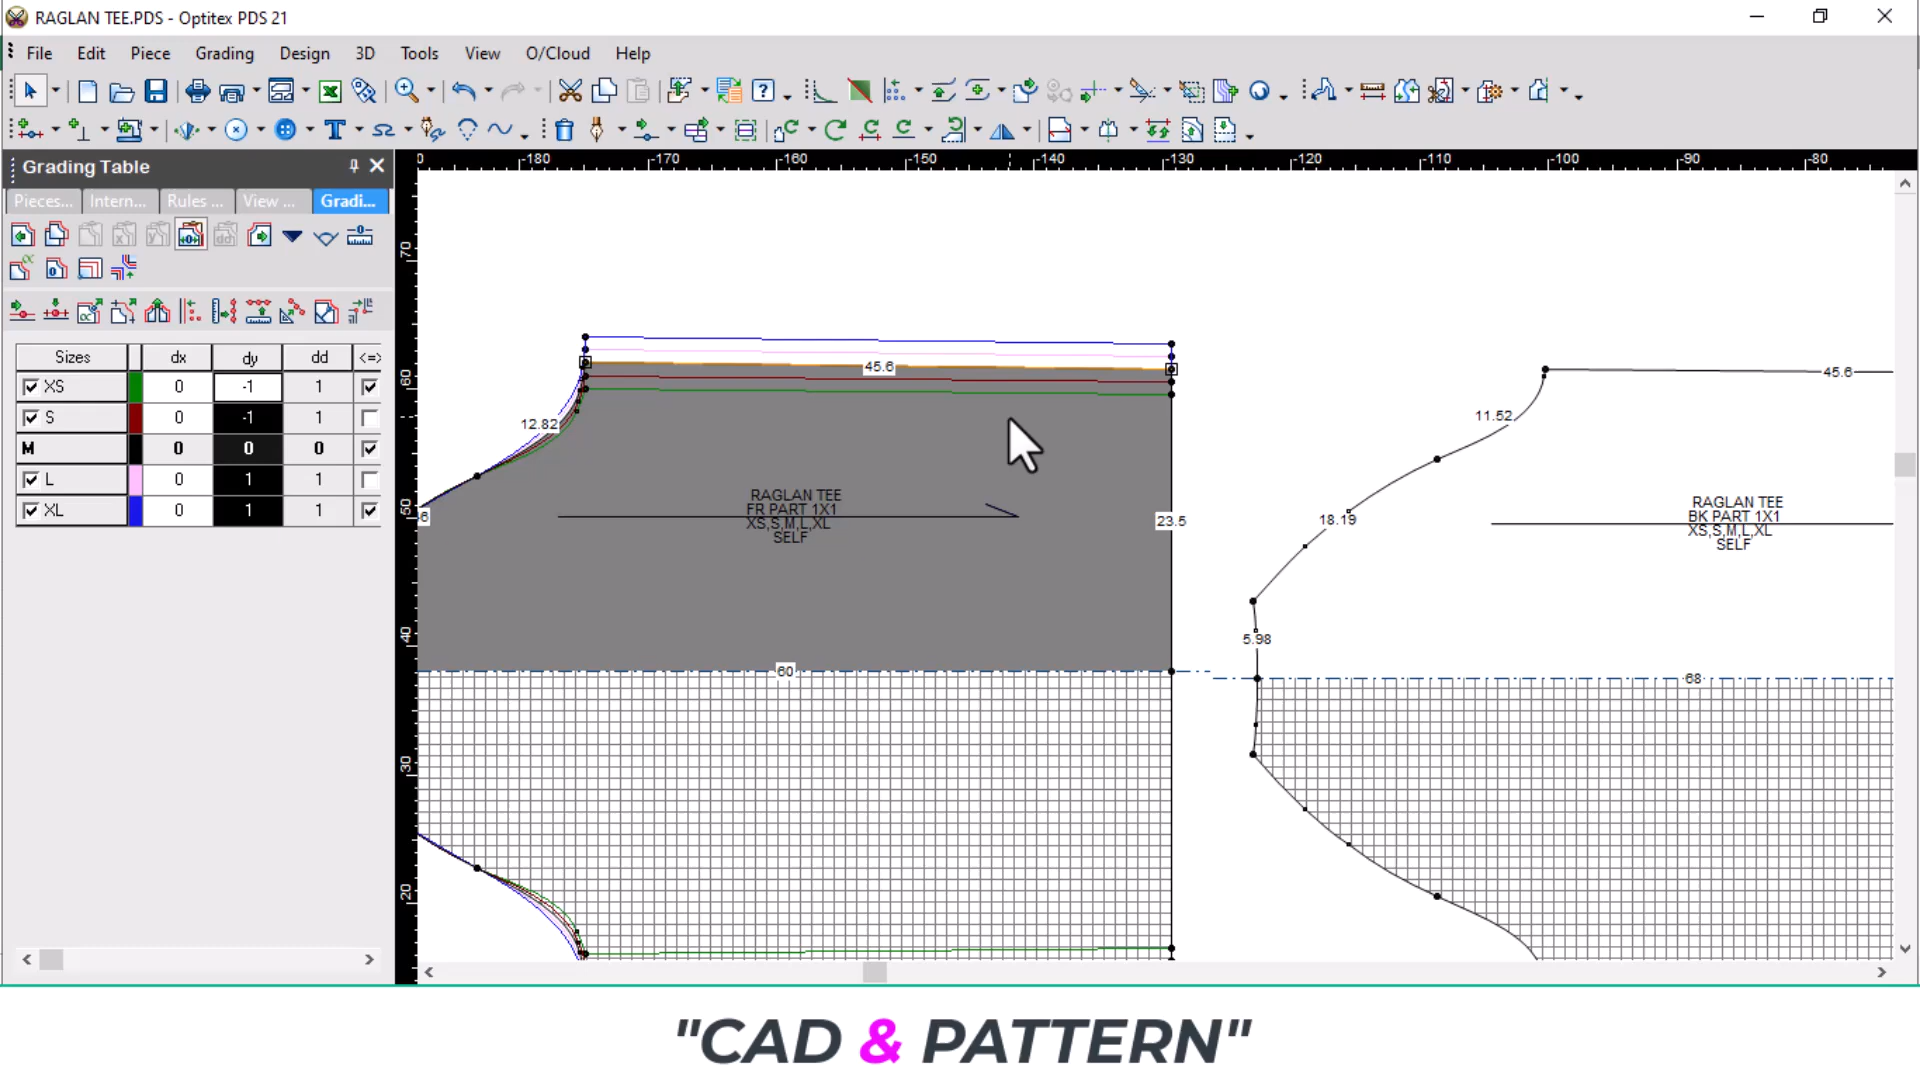 RAGLAN TEE.PDS - Optitex PDS 21
File Edit Piece Grading Design 3D Tools View O/Cloud Help
Grading Table
Pieces... Intern... Rules ... View ... Gradi...
Sizes dx dy dd <=>
XS 0 -1 1
S 0 -1 1
M 0 0 0
L 0 1 1
XL 0 1 1
0 -180 -170 -160 -150 -140 -130 -120 -110 -100 -90 -80
70
60
50
40
30
20
45.6
12.82
6
RAGLAN TEE
FR PART 1X1
XS,S,M,L,XL
SELF
23.5
60
45.6
11.52
18.19
5.98
RAGLAN TEE
BK PART 1X1
XS,S,M,L,XL
SELF
68
"CAD & PATTERN"